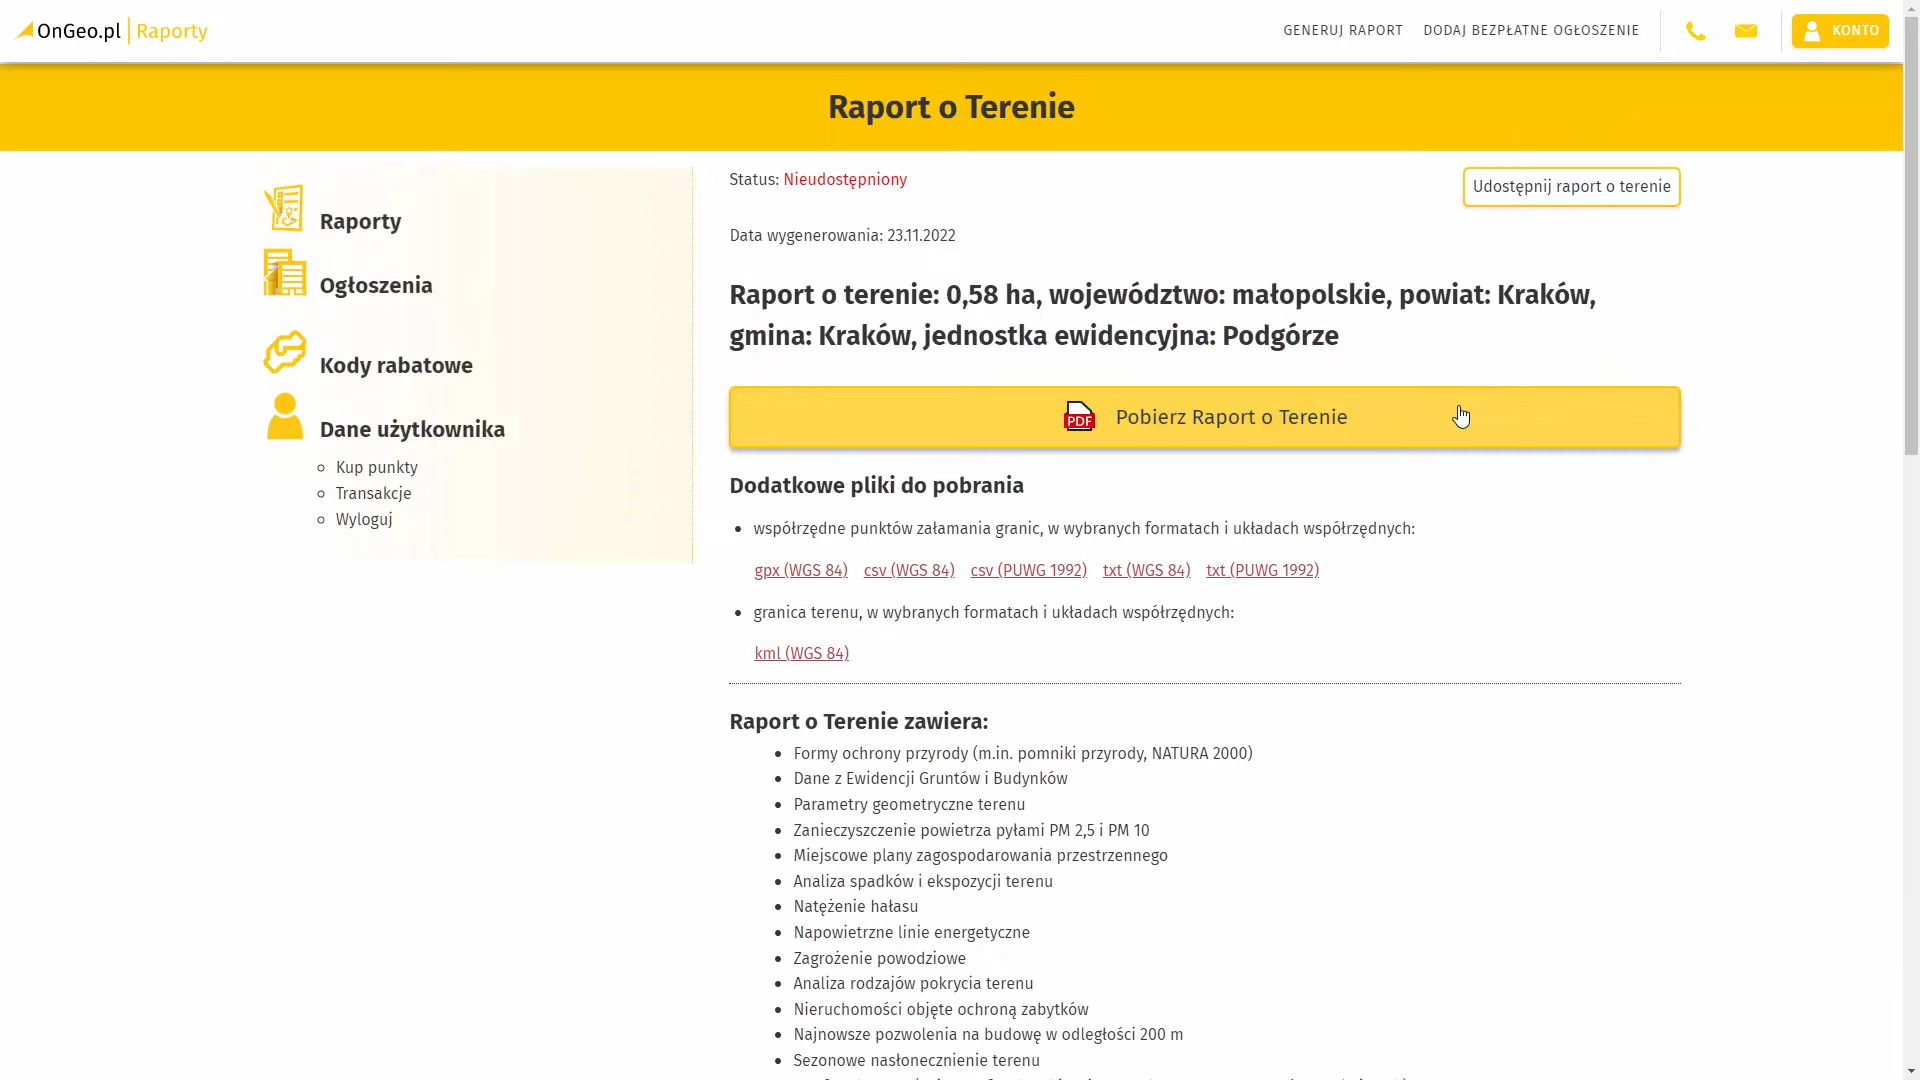 OnGeo.pl Raporty
GENERUJ RAPORT DODAJ BEZPŁATNE OGŁOSZENIE KONTO
Raport o Terenie
Raporty
Ogłoszenia
Kody rabatowe
Dane użytkownika
Kup punkty
Transakcje
Wyloguj
Status: Nieudostępniony
Udostępnij raport o terenie
Data wygenerowania: 23.11.2022
Raport o terenie: 0,58 ha, województwo: małopolskie, powiat: Kraków,
gmina: Kraków, jednostka ewidencyjna: Podgórze
PDF Pobierz Raport o Terenie
Dodatkowe pliki do pobrania
współrzędne punktów załamania granic, w wybranych formatach i układach współrzędnych:
gpx (WGS 84) csv (WGS 84) csv (PUWG 1992) txt (WGS 84) txt (PUWG 1992)
granica terenu, w wybranych formatach i układach współrzędnych:
kml (WGS 84)
Raport o Terenie zawiera:
Formy ochrony przyrody (m.in. pomniki przyrody, NATURA 2000)
Dane z Ewidencji Gruntów i Budynków
Parametry geometryczne terenu
Zanieczyszczenie powietrza pyłami PM 2,5 i PM 10
Miejscowe plany zagospodarowania przestrzennego
Analiza spadków i ekspozycji terenu
Natężenie hałasu
Napowietrzne linie energetyczne
Zagrożenie powodziowe
Analiza rodzajów pokrycia terenu
Nieruchomości objęte ochroną zabytków
Najnowsze pozwolenia na budowę w odległości 200 m
Sezonowe nasłonecznienie terenu